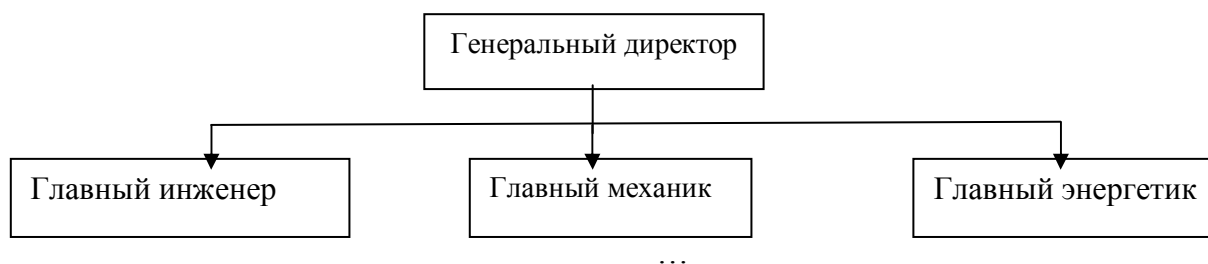 Генеральный директор
Главный инженер
Главный механик
Главный энергетик
...